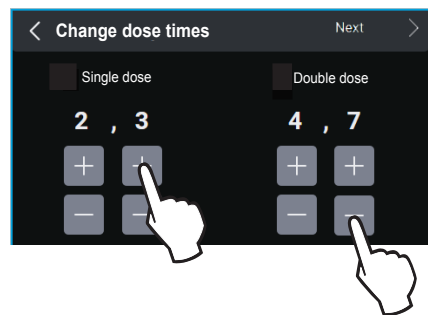 Change dose times
Next
Single dose
Double dose
2 , 3
4 , 7
+ + + +
− − − −